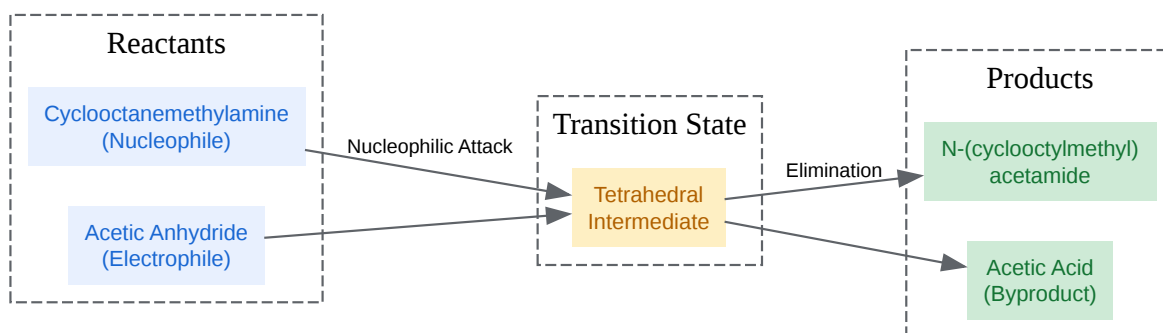 Reactants
Cyclooctanemethylamine
(Nucleophile)
Acetic Anhydride
(Electrophile)
Nucleophilic Attack
Transition State
Tetrahedral
Intermediate
Elimination
Products
N-(cyclooctylmethyl)
acetamide
Acetic Acid
(Byproduct)